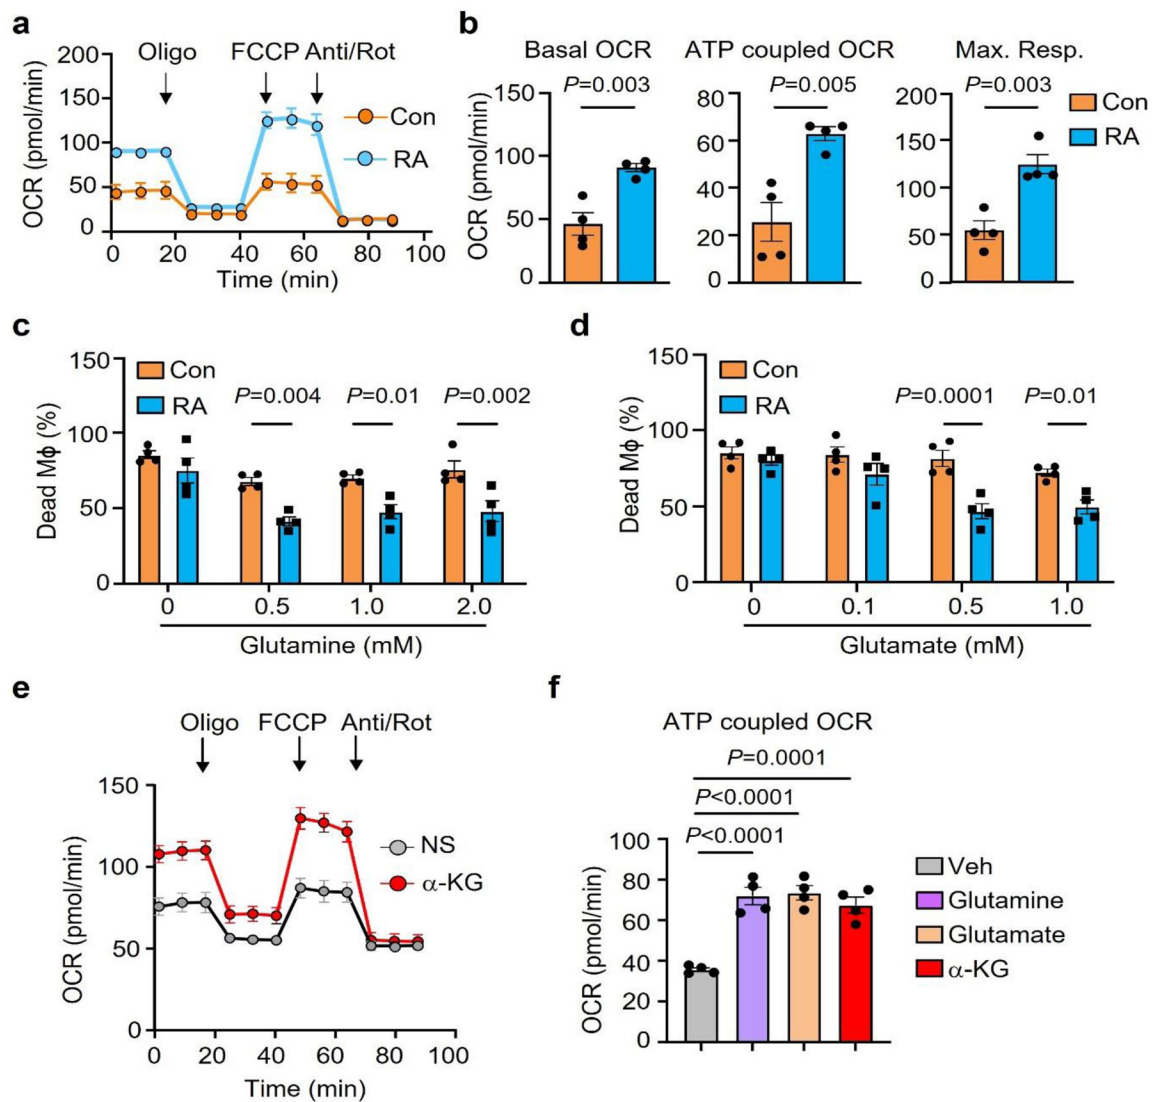 a
Oligo FCCP Anti/Rot
OCR (pmol/min)
200
150
100
50
0
0 20 40 60 80 100
Time (min)
Con
RA
b
Basal OCR
P=0.003
OCR (pmol/min)
150
100
50
0
ATP coupled OCR
P=0.005
80
60
40
20
0
Max. Resp.
P=0.003
200
150
100
50
0
Con
RA
c
Dead Mϕ (%)
150
100
50
0
Con
RA
P=0.004 P=0.01 P=0.002
0 0.5 1.0 2.0
Glutamine (mM)
d
Dead Mϕ (%)
150
100
50
0
Con
RA
P=0.0001 P=0.01
0 0.1 0.5 1.0
Glutamate (mM)
e
Oligo FCCP Anti/Rot
OCR (pmol/min)
150
100
50
0
0 20 40 60 80 100
Time (min)
NS
α-KG
f
ATP coupled OCR
P=0.0001
P<0.0001
P<0.0001
OCR (pmol/min)
100
80
60
40
20
0
Veh
Glutamine
Glutamate
α-KG